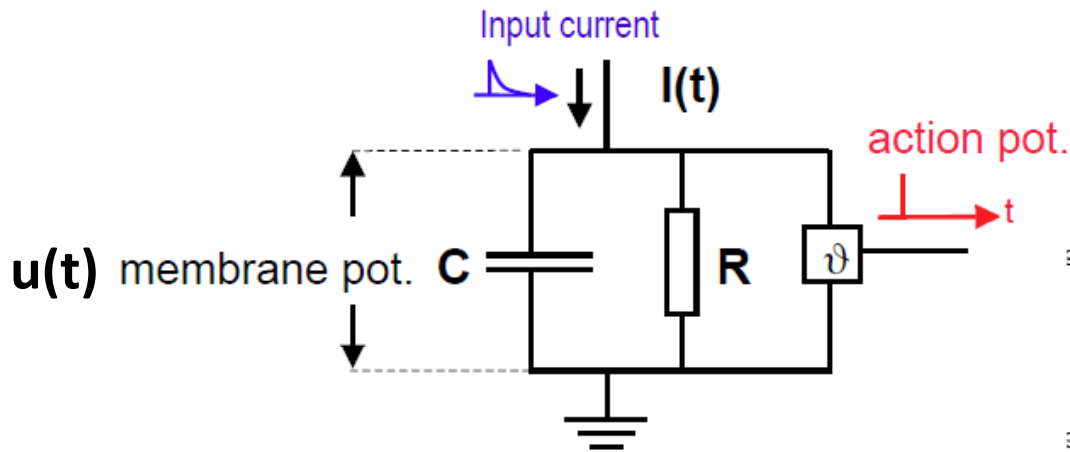 Input current
I(t)
action pot.
t
u(t) membrane pot. C
R
ϑ